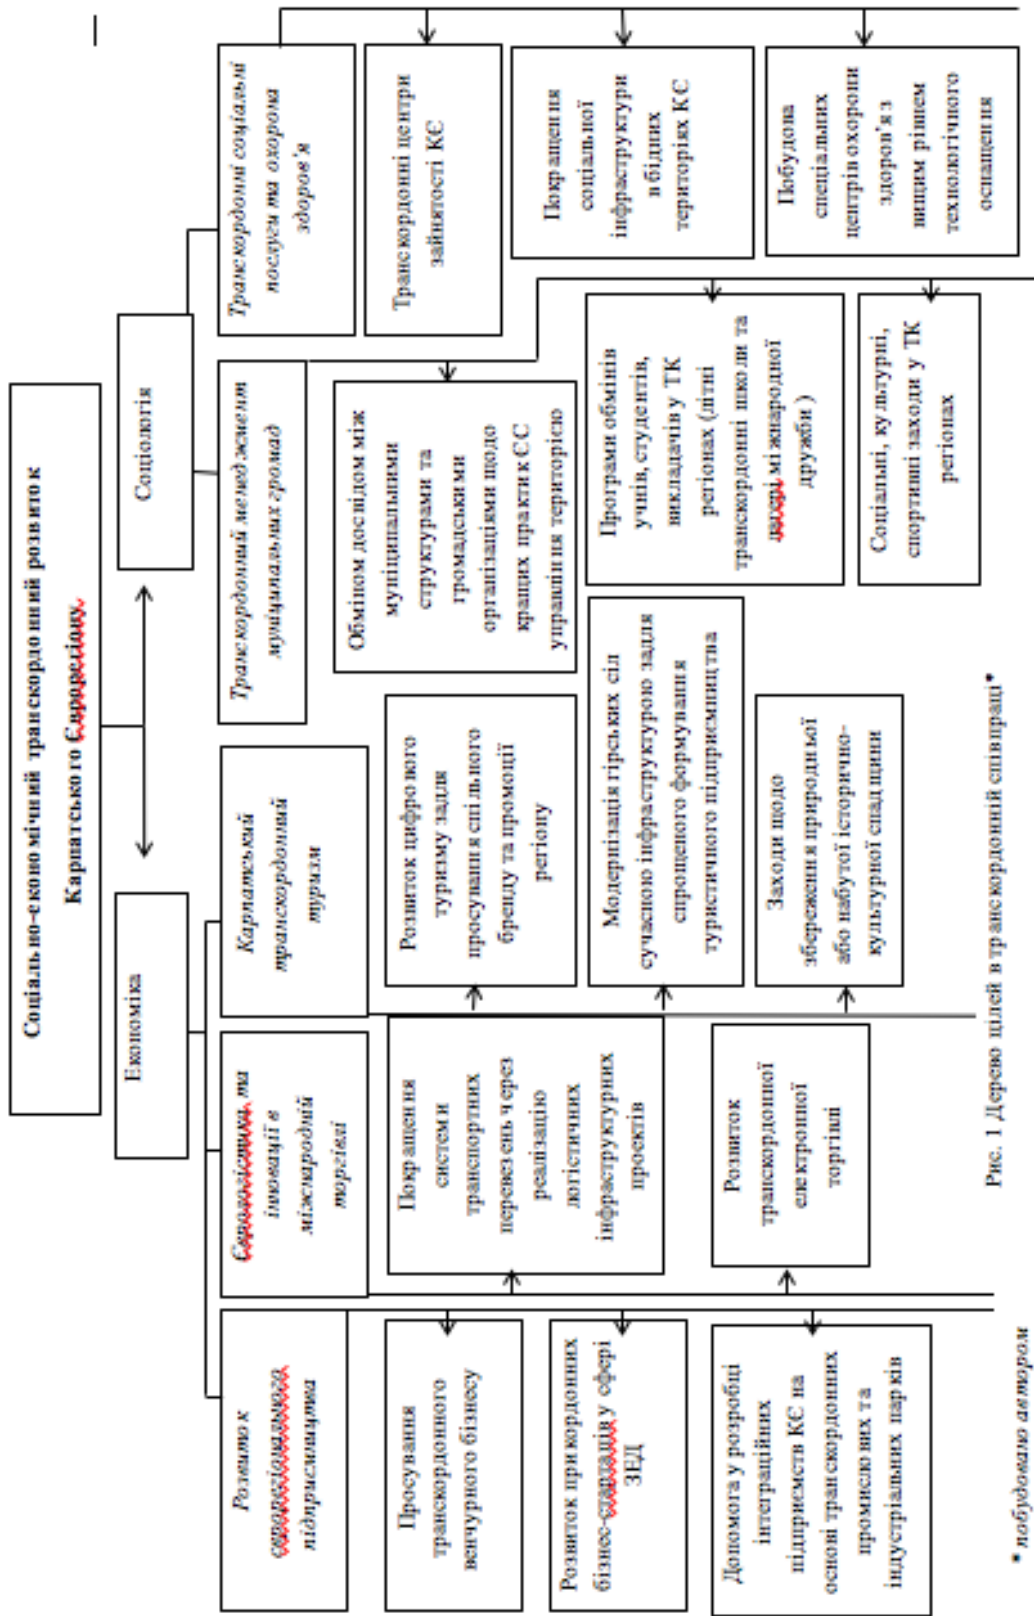 Соціально-економічний транскордонний розвиток
Карпатського Єврорегіону
Економіка
Соціологія
Розвиток
єврорегіонального
підприємництва
Єврологістика та
інновації в
міжнародній
торгівлі
Карпатський
транскордонний
туризм
Транскордонний менеджмент
муніципальних громад
Транскордонні соціальні
послуги та охорона
здоров'я
Просування
транскордонного
венчурного бізнесу
Розвиток прикордонних
бізнес-стартапів у сфері
ЗЕД
Допомога у розробці
інтеграційних
підприємств КЄ на
основі транскордонних
промислових та
індустріальних парків
Покращення
системи
транспортних
перевезень через
реалізацію
логістичних
інфраструктурних
проектів
Розвиток
транскордонної
електронної
торгівлі
Розвиток цифрового
туризму задля
просування спільного
бренду та промоції
регіону
Модернізація гірських сіл
сучасною інфраструктурою задля
спрощеного формування
туристичного підприємництва
Заходи щодо
збереження природньої
або набутої історично-
культурної спадщини
Обміном досвідом між
муніципальними
структурами та
громадськими
організаціями щодо
кращих практик ЄС
управління територією
Програми обмінів
учнів, студентів,
викладачів у ТК
регіонах (літні
транскордонні школи та
лагері міжнародної
дружби )
Соціальні, культурні,
спортивні заходи у ТК
регіонах
Транскордонні центри
зайнятості КЄ
Покращення
соціальної
інфраструктури
в бідних
територіях КЄ
Побудова
спеціальних
центрів охорони
здоров'я з
вищим рівнем
технологічного
оснащення
Рис. 1 Дерево цілей в транскордонній співпраці*
* побудовано автором